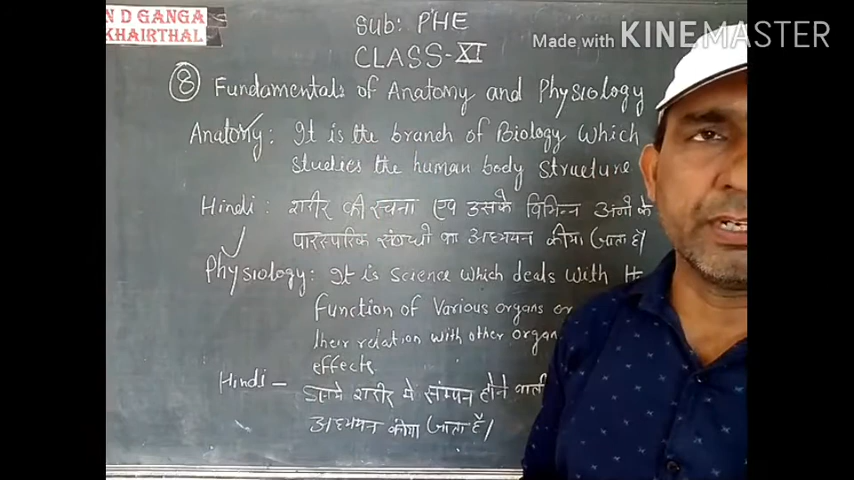 N D GANGA
KHAIRTHAL
Sub: PHE
Made with KINEMASTER
CLASS-XI
8 Fundamentals of Anatomy and Physiology
Anatomy: It is the branch of Biology which
studies the human body structure
Hindi: शरीर की रचना एवं उसके विभिन्न अंगों के
पारस्परिक संबंधों का अध्ययन कीया जाता है।
Physiology: It is science which deals with
Function of Various organs
their relation with other organ
effects.
Hindi – इसमे शरीर मे संम्पन होने वाली
अध्ययन कीया जाता है।